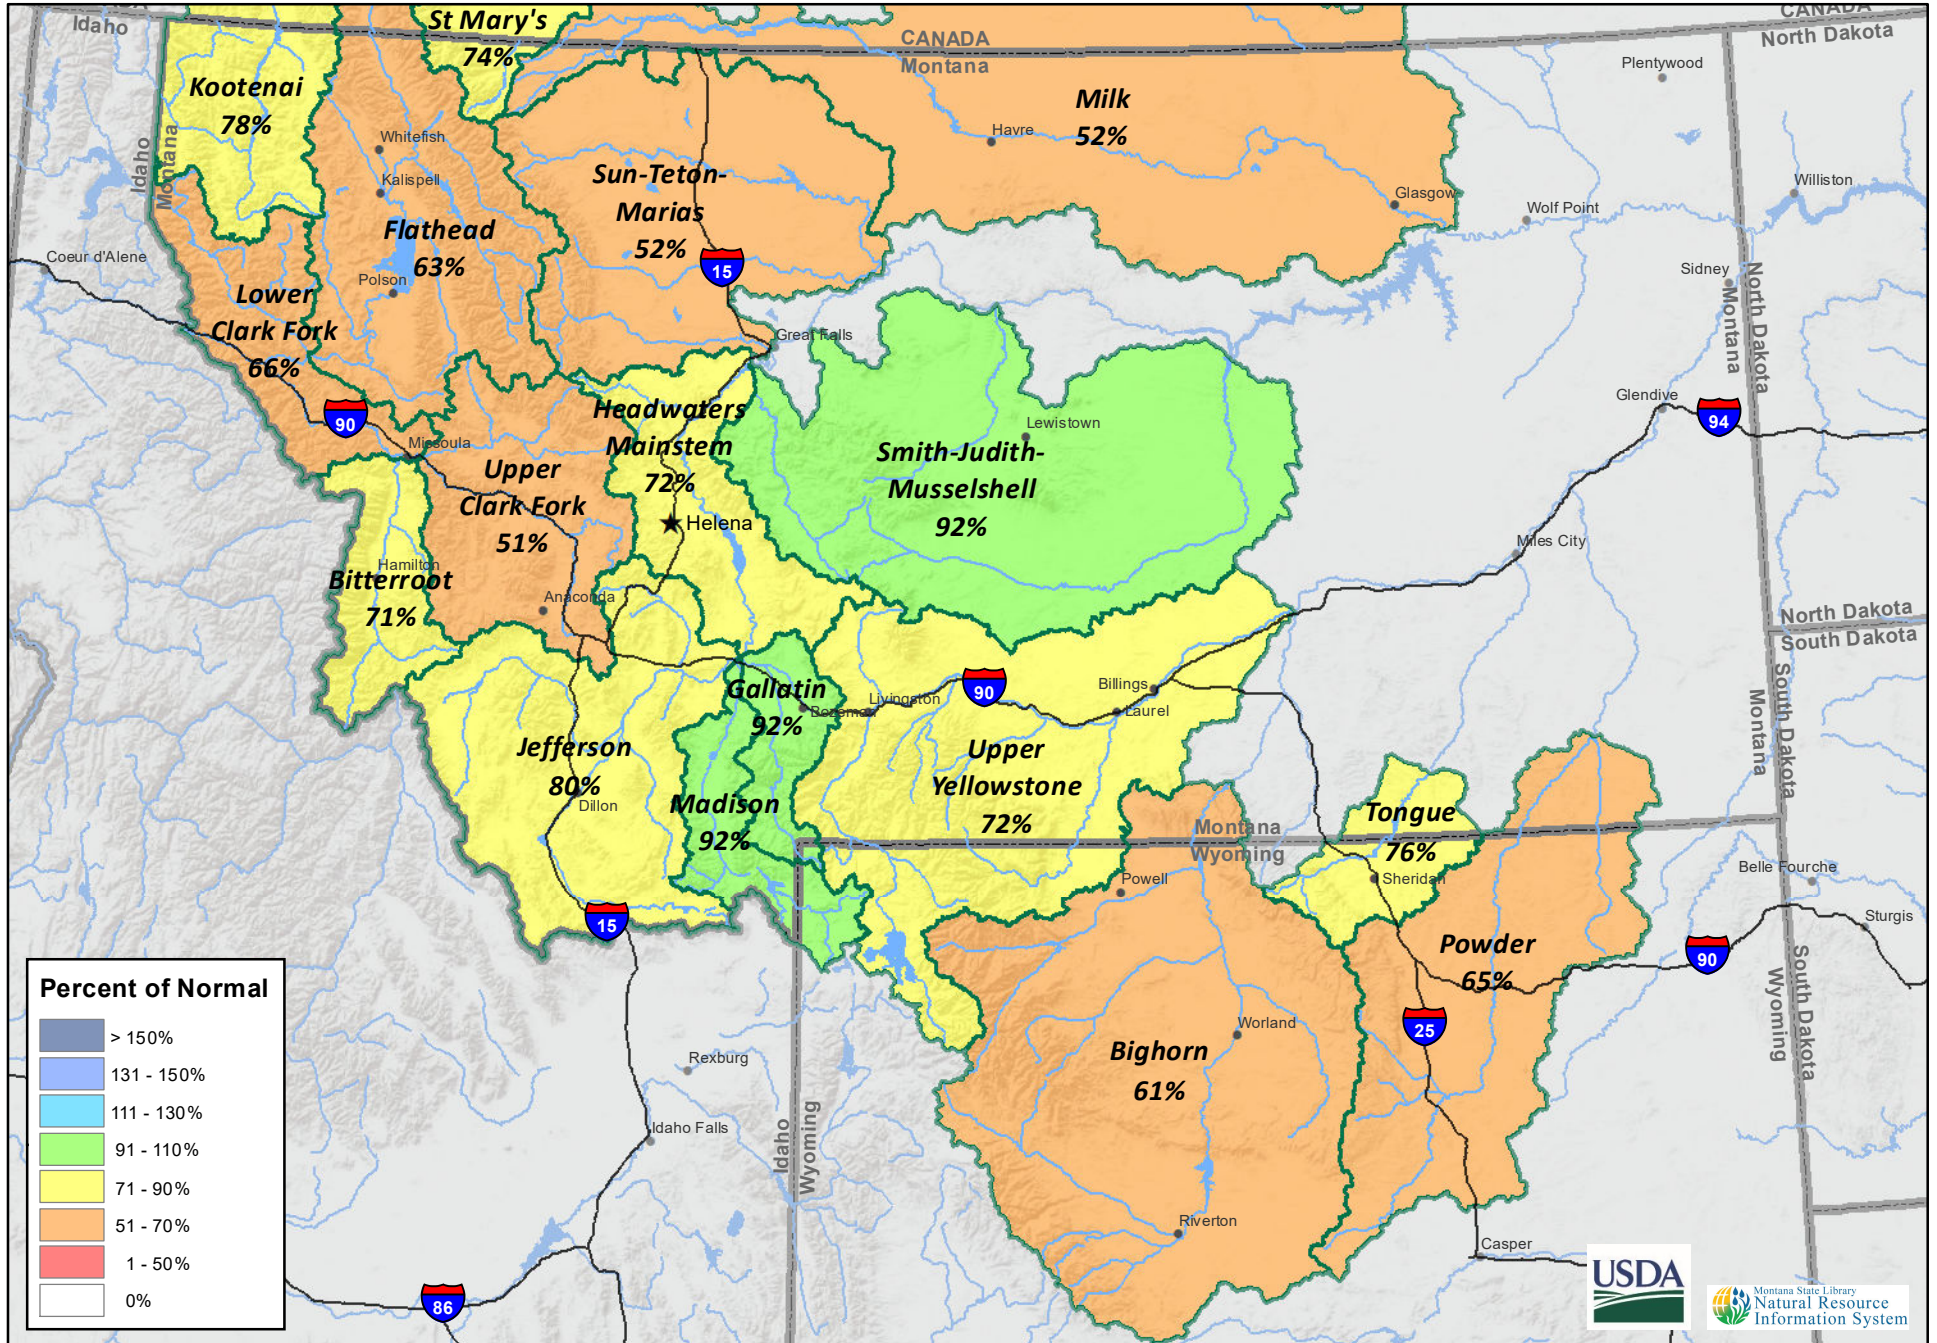 CANADA
Idaho
St Mary's
74%
CANADA
Montana
CANADA
North Dakota
Plentywood
Kootenai
78%
Milk
52%
Whitefish
Havre
Idaho
Montana
Kalispell
Sun-Teton-
Marias
52%
15
Glasgow
Williston
Wolf Point
Flathead
63%
Polson
Coeur d'Alene
Sidney
Montana
North Dakota
Lower
Clark Fork
66%
Great Falls
90
Missoula
Headwaters
Mainstem
72%
Helena
Lewistown
Smith-Judith-
Musselshell
92%
Glendive
94
Upper
Clark Fork
51%
Miles City
Hamilton
Bitterroot
71%
Anaconda
North Dakota
South Dakota
Gallatin
92%
Bozeman
Livingston
90
Billings
Laurel
Montana
South Dakota
Jefferson
80%
Dillon
Madison
92%
Upper
Yellowstone
72%
Tongue
76%
Montana
Wyoming
Powell
Sheridan
Belle Fourche
Sturgis
15
Powder
65%
90
25
Wyoming
South Dakota
Worland
Bighorn
61%
Rexburg
Idaho Falls
Idaho
Wyoming
Riverton
Casper
86
Percent of Normal
> 150%
131 - 150%
111 - 130%
91 - 110%
71 - 90%
51 - 70%
1 - 50%
0%
USDA
Montana State Library
Natural Resource
Information System